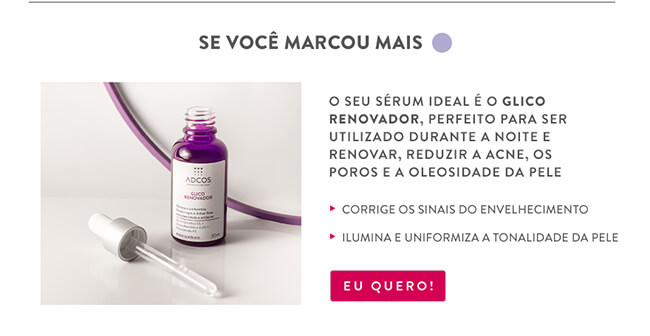 SE VOCÊ MARCOU MAIS
O SEU SÉRUM IDEAL É O GLICO
RENOVADOR, PERFEITO PARA SER
UTILIZADO DURANTE A NOITE E
RENOVAR, REDUZIR A ACNE, OS
POROS E A OLEOSIDADE DA PELE
CORRIGE OS SINAIS DO ENVELHECIMENTO
ILUMINA E UNIFORMIZA A TONALIDADE DA PELE
EU QUERO!
ADCOS
GLICO
RENOVADOR